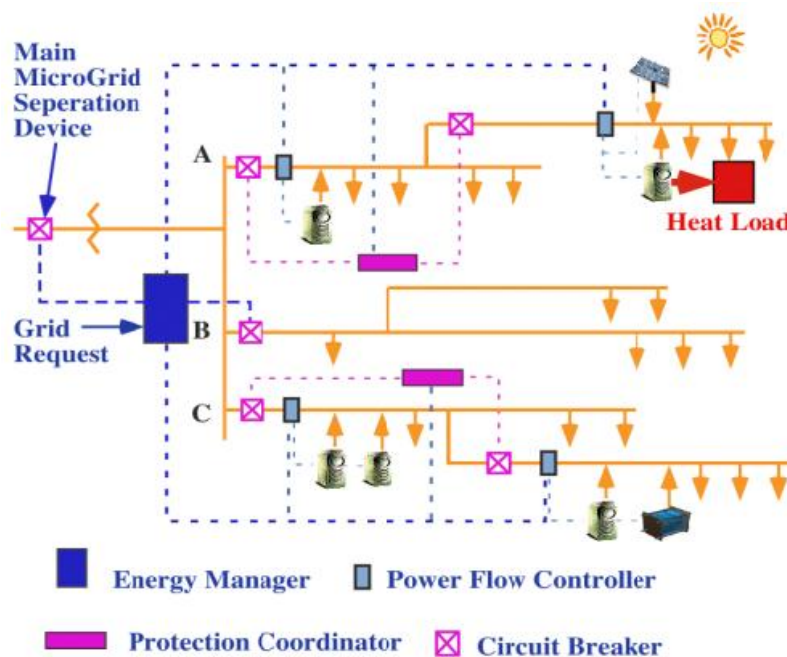 Main
MicroGrid
Seperation
Device
A
Heat Load
Grid
Request
B
C
Energy Manager
Power Flow Controller
Protection Coordinator
Circuit Breaker